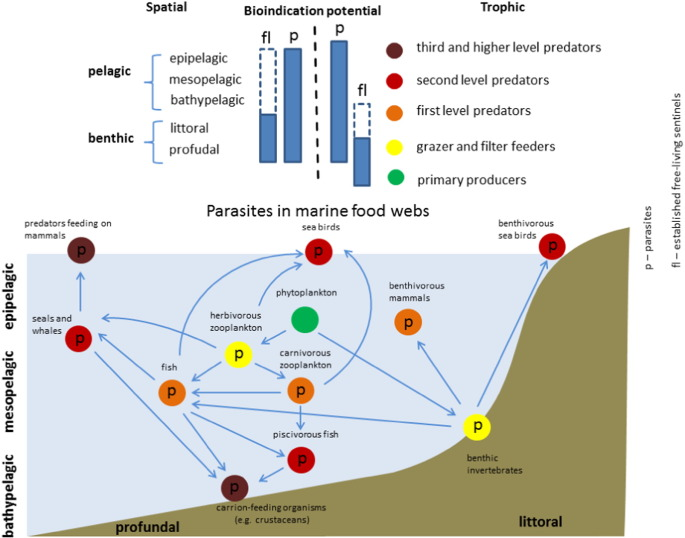 Spatial
Bioindication potential
Trophic
fl
p
p
fl
pelagic
epipelagic
mesopelagic
bathypelagic
benthic
littoral
profudal
third and higher level predators
second level predators
first level predators
grazer and filter feeders
primary producers
p – parasites
fl – established free-living sentinels
Parasites in marine food webs
predators feeding on
mammals
p
sea birds
p
benthivorous
sea birds
p
epipelagic
mesopelagic
bathypelagic
seals and
whales
p
herbivorous
zooplankton
p
phytoplankton
benthivorous
mammals
p
fish
p
carnivorous
zooplankton
p
piscivorous fish
p
p
benthic
invertebrates
p
carrion-feeding organisms
(e.g. crustaceans)
profundal
littoral